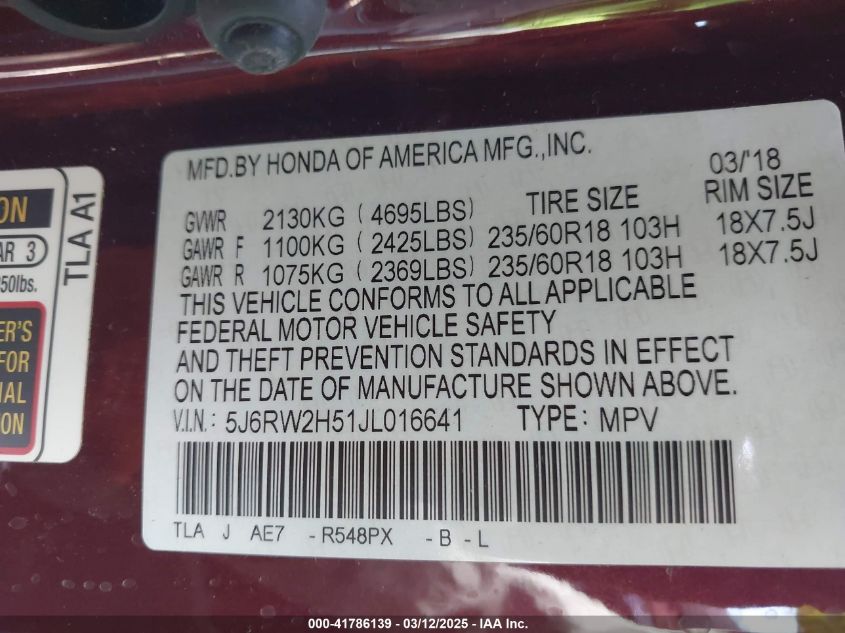 ON
AR 3
850lbs.
ER'S
FOR
IAL
TION
TLA A1
MFD.BY HONDA OF AMERICA MFG.,INC.
03/'18
TIRE SIZE RIM SIZE
GVWR 2130KG (4695LBS)
GAWR F 1100KG (2425LBS) 235/60R18 103H 18X7.5J
GAWR R 1075KG (2369LBS) 235/60R18 103H 18X7.5J
THIS VEHICLE CONFORMS TO ALL APPLICABLE
FEDERAL MOTOR VEHICLE SAFETY
AND THEFT PREVENTION STANDARDS IN EFFECT
ON THE DATE OF MANUFACTURE SHOWN ABOVE.
V.I.N.: 5J6RW2H51JL016641 TYPE: MPV
TLA J AE7 - R548PX - B - L
000-41786139 - 03/12/2025 - IAAI Inc.